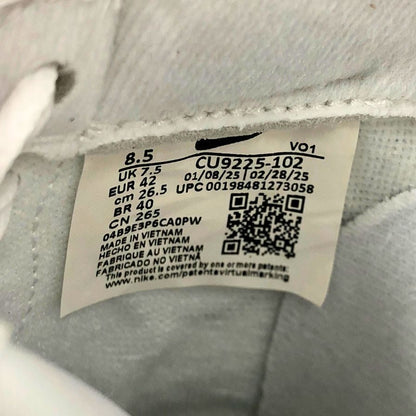 VO1
8.5 CU9225-102
UK 7.5 01/08/25 | 02/28/25
EUR 42 UPC 00198481273058
cm 26.5
BR 40
CN 265
04B9E3P6CA0PW
MADE IN VIETNAM
HECHO EN VIETNAM
FABRIQUE AU VIETNAM
FABRICADO NO VIETNÃ
This product is covered by one or more patents:
www.nike.com/patentsvirtualmarking